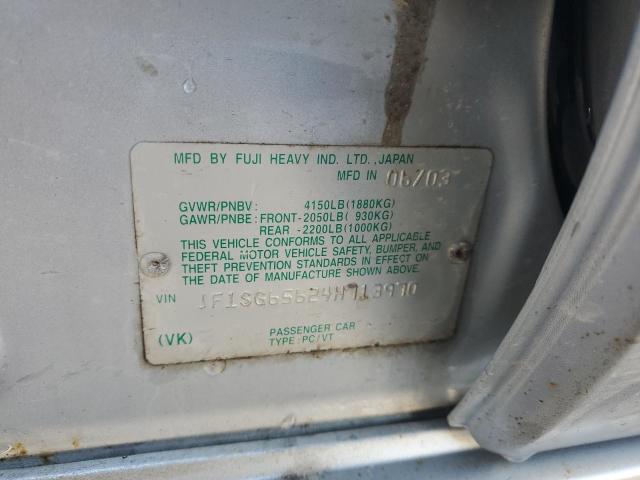 MFD BY FUJI HEAVY IND. LTD.,JAPAN
MFD IN 06/03
GVWR/PNBV: 4150LB(1880KG)
GAWR/PNBE: FRONT-2050LB( 930KG)
REAR -2200LB(1000KG)
THIS VEHICLE CONFORMS TO ALL APPLICABLE
FEDERAL MOTOR VEHICLE SAFETY, BUMPER, AND
THEFT PREVENTION STANDARDS IN EFFECT ON
THE DATE OF MANUFACTURE SHOWN ABOVE.
VIN JF1SG65624H713970
(VK) PASSENGER CAR
TYPE:PC/VT